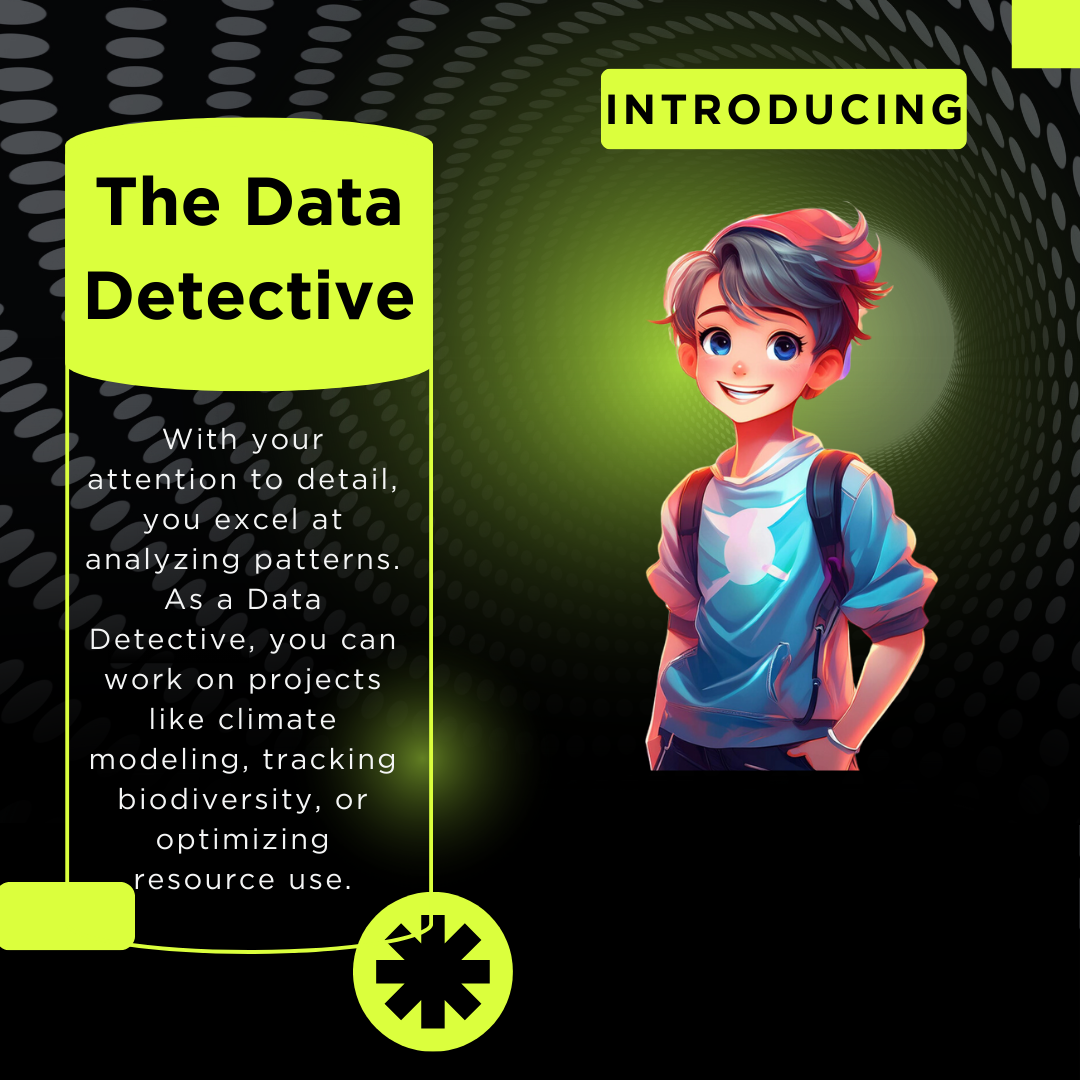 INTRODUCING
The Data
Detective
With your
attention to detail,
you excel at
analyzing patterns.
As a Data
Detective, you can
work on projects
like climate
modeling, tracking
biodiversity, or
optimizing
resource use.